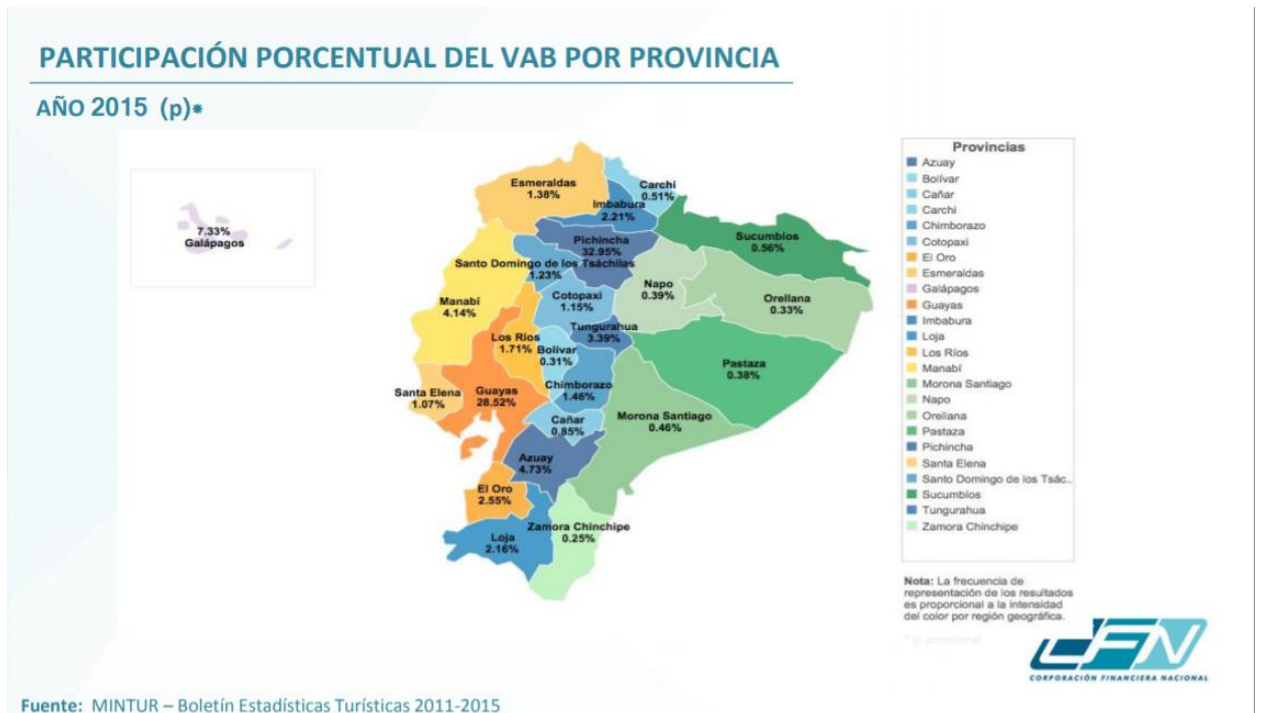 PARTICIPACIÓN PORCENTUAL DEL VAB POR PROVINCIA
AÑO 2015 (p)*
7.33%
Galápagos
Esmeraldas
1.38%
Carchi
0.51%
Imbabura
2.21%
Pichincha
32.95%
Sucumbíos
0.56%
Santo Domingo de los Tsáchilas
1.23%
Napo
0.39%
Orellana
0.33%
Manabí
4.14%
Cotopaxi
1.15%
Tungurahua
3.39%
Los Ríos
1.71%
Bolívar
0.31%
Pastaza
0.38%
Santa Elena
1.07%
Guayas
28.52%
Chimborazo
1.46%
Morona Santiago
0.46%
Cañar
0.85%
Azuay
4.73%
El Oro
2.55%
Loja
2.16%
Zamora Chinchipe
0.25%
Provincias
Azuay
Bolívar
Cañar
Carchi
Chimborazo
Cotopaxi
El Oro
Esmeraldas
Galápagos
Guayas
Imbabura
Loja
Los Ríos
Manabí
Morona Santiago
Napo
Orellana
Pastaza
Pichincha
Santa Elena
Santo Domingo de los Tsác..
Sucumbíos
Tungurahua
Zamora Chinchipe
Nota: La frecuencia de
representación de los resultados
es proporcional a la intensidad
del color por región geográfica.
* p: provisional
CFN
CORPORACIÓN FINANCIERA NACIONAL
Fuente: MINTUR – Boletín Estadísticas Turísticas 2011-2015